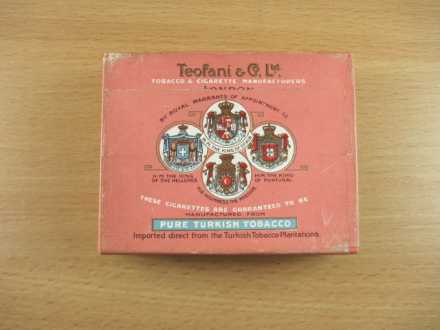 Teofani & Co. Ltd.
TOBACCO & CIGARETTE MANUFACTURERS
LONDON
BY ROYAL WARRANTS OF APPOINTMENT TO
H.M. THE KING
OF THE HELLENES
H.M. THE KING
OF PORTUGAL
THESE CIGARETTES ARE GUARANTEED TO BE
MANUFACTURED FROM
PURE TURKISH TOBACCO
Imported direct from the Turkish Tobacco Plantations.